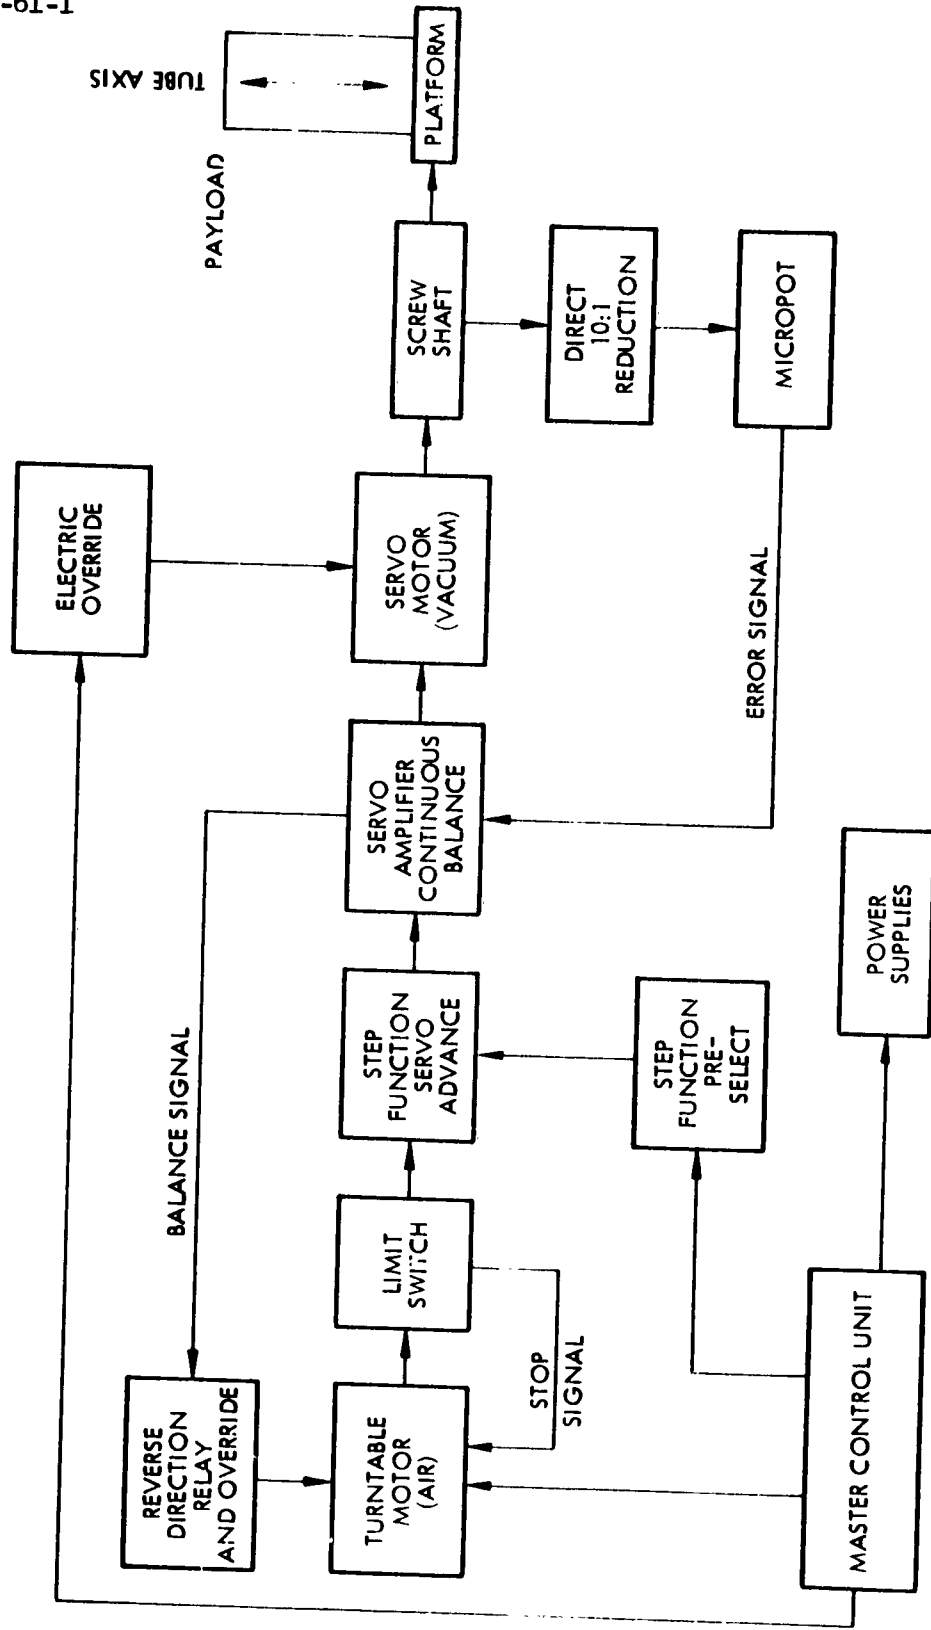 ELECTRIC
OVERRIDE
PAYLOAD
TUBE AXIS
BALANCE SIGNAL
REVERSE
DIRECTION
RELAY
AND OVERRIDE
TURNTABLE
MOTOR
(AIR)
LIMIT
SWITCH
STEP
FUNCTION
SERVO
ADVANCE
SERVO
AMPLIFIER
CONTINUOUS
BALANCE
SERVO
MOTOR
(VACUUM)
SCREW
SHAFT
PLATFORM
STOP
SIGNAL
STEP
FUNCTION
PRE-
SELECT
ERROR SIGNAL
DIRECT
10:1
REDUCTION
MICROPOT
MASTER CONTROL UNIT
POWER
SUPPLIES